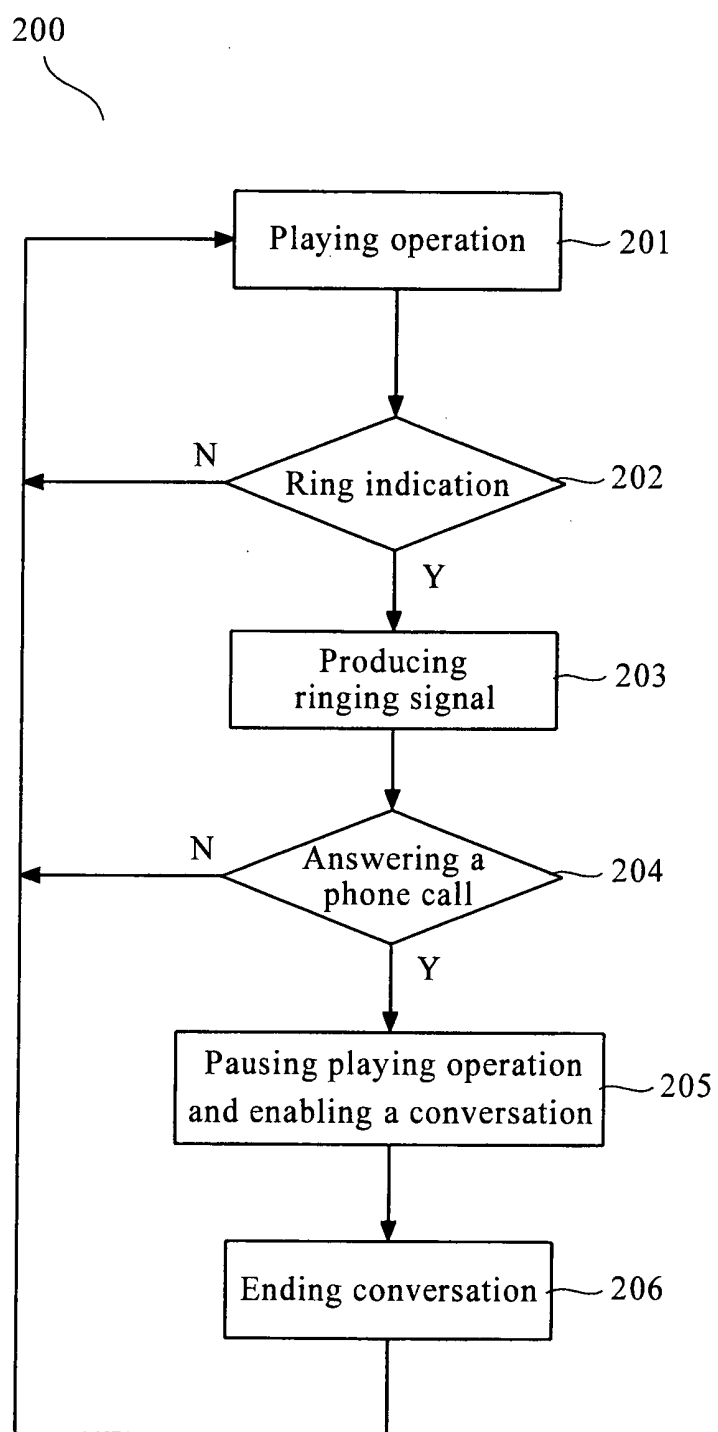 200
Playing operation
201
N
Ring indication
202
Y
Producing
ringing signal
203
N
Answering a
phone call
204
Y
Pausing playing operation
and enabling a conversation
205
Ending conversation
206